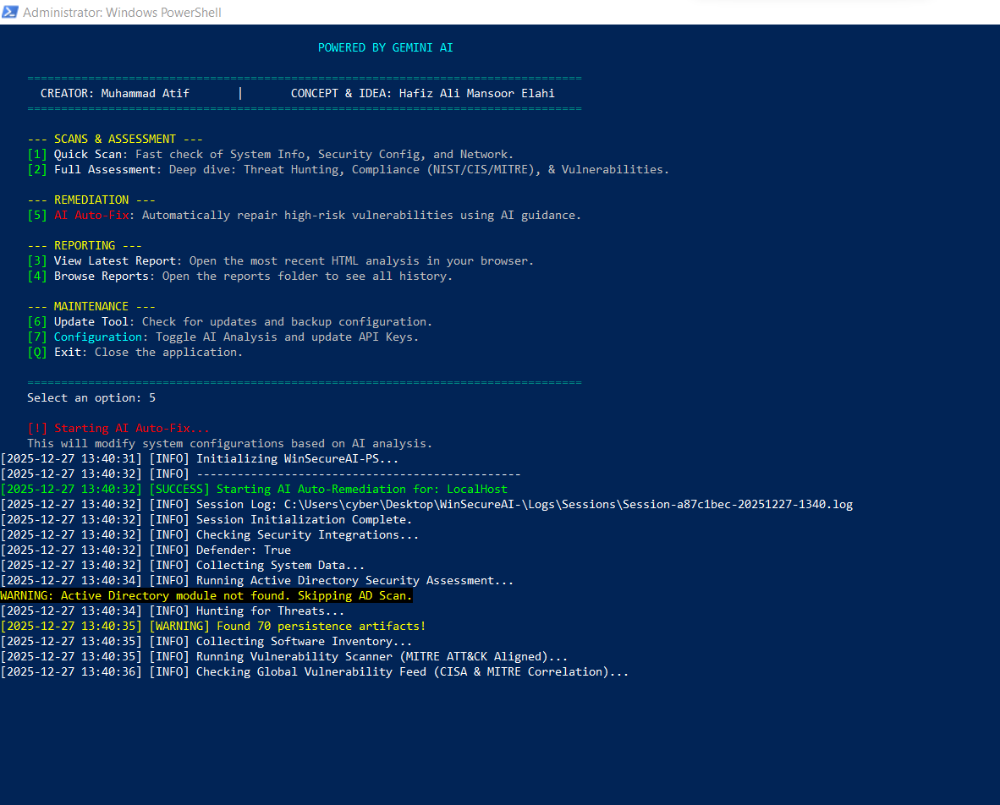 Administrator: Windows PowerShell
POWERED BY GEMINI AI
==================================================================================
CREATOR: Muhammad Atif | CONCEPT & IDEA: Hafiz Ali Mansoor Elahi
==================================================================================
--- SCANS & ASSESSMENT ---
[1] Quick Scan: Fast check of System Info, Security Config, and Network.
[2] Full Assessment: Deep dive: Threat Hunting, Compliance (NIST/CIS/MITRE), & Vulnerabilities.
--- REMEDIATION ---
[5] AI Auto-Fix: Automatically repair high-risk vulnerabilities using AI guidance.
--- REPORTING ---
[3] View Latest Report: Open the most recent HTML analysis in your browser.
[4] Browse Reports: Open the reports folder to see all history.
--- MAINTENANCE ---
[6] Update Tool: Check for updates and backup configuration.
[7] Configuration: Toggle AI Analysis and update API Keys.
[Q] Exit: Close the application.
==================================================================================
Select an option: 5
[!] Starting AI Auto-Fix...
This will modify system configurations based on AI analysis.
[2025-12-27 13:40:31] [INFO] Initializing WinSecureAI-PS...
[2025-12-27 13:40:32] [INFO] ------------------------------------------------
[2025-12-27 13:40:32] [SUCCESS] Starting AI Auto-Remediation for: LocalHost
[2025-12-27 13:40:32] [INFO] Session Log: C:\Users\cyber\Desktop\WinSecureAI-\Logs\Sessions\Session-a87c1bec-20251227-1340.log
[2025-12-27 13:40:32] [INFO] Session Initialization Complete.
[2025-12-27 13:40:32] [INFO] Checking Security Integrations...
[2025-12-27 13:40:32] [INFO] Defender: True
[2025-12-27 13:40:32] [INFO] Collecting System Data...
[2025-12-27 13:40:34] [INFO] Running Active Directory Security Assessment...
WARNING: Active Directory module not found. Skipping AD Scan.
[2025-12-27 13:40:34] [INFO] Hunting for Threats...
[2025-12-27 13:40:35] [WARNING] Found 70 persistence artifacts!
[2025-12-27 13:40:35] [INFO] Collecting Software Inventory...
[2025-12-27 13:40:35] [INFO] Running Vulnerability Scanner (MITRE ATT&CK Aligned)...
[2025-12-27 13:40:36] [INFO] Checking Global Vulnerability Feed (CISA & MITRE Correlation)...